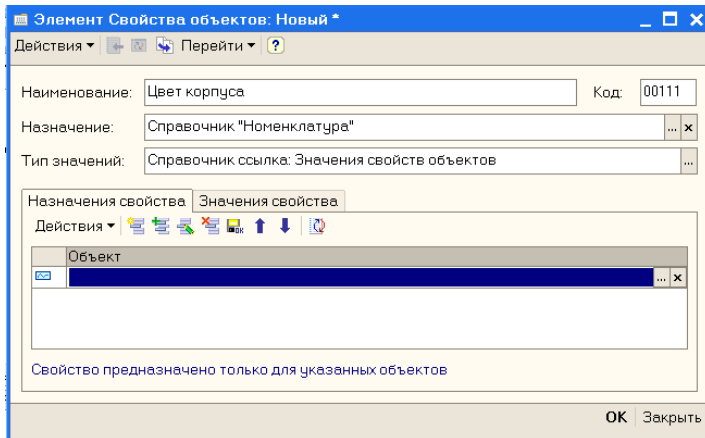 Элемент Свойства объектов: Новый *
Действия Перейти ?
Наименование: Цвет корпуса Код: 00111
Назначение: Справочник "Номенклатура" ... x
Тип значений: Справочник ссылка: Значения свойств объектов ...
Назначения свойства Значения свойства
Действия
Объект
... x
Свойство предназначено только для указанных объектов
OK Закрыть